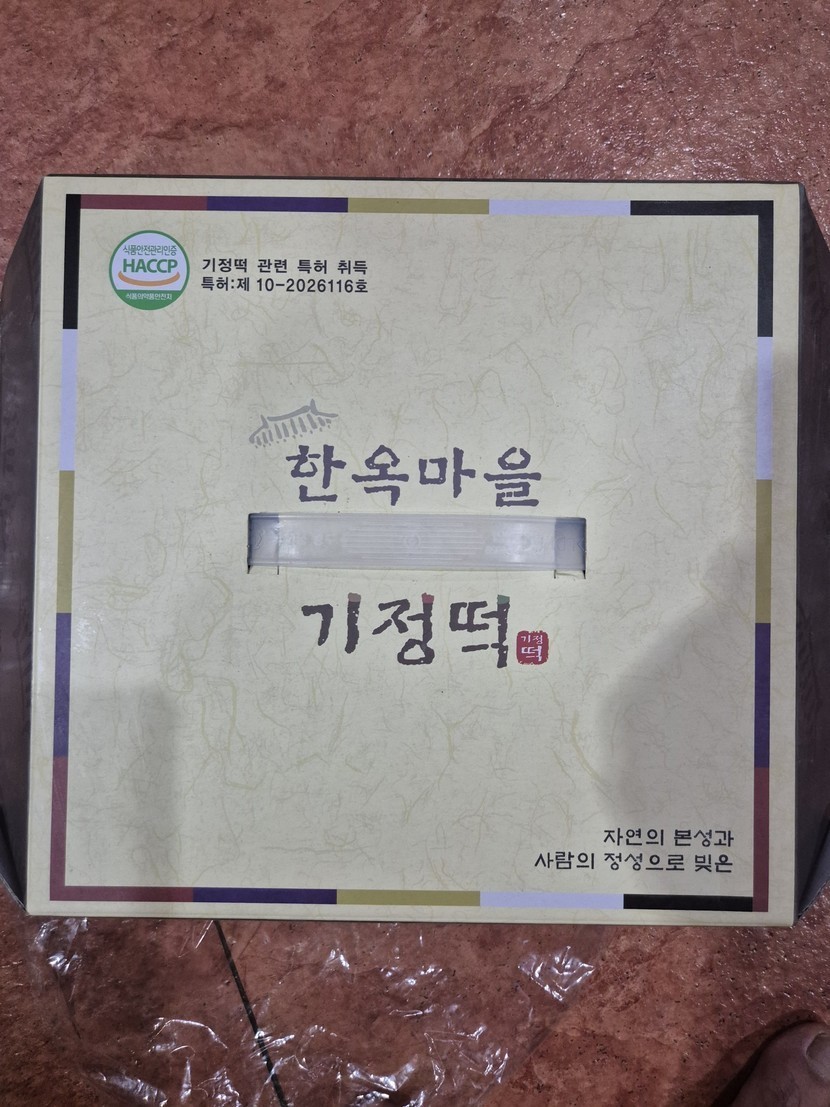 식품안전관리인증
HACCP
식품의약품안전처
기정떡 관련 특허 취득
특허:제 10-2026116호
한옥마을
기정떡
기정
떡
자연의 본성과
사람의 정성으로 빚은